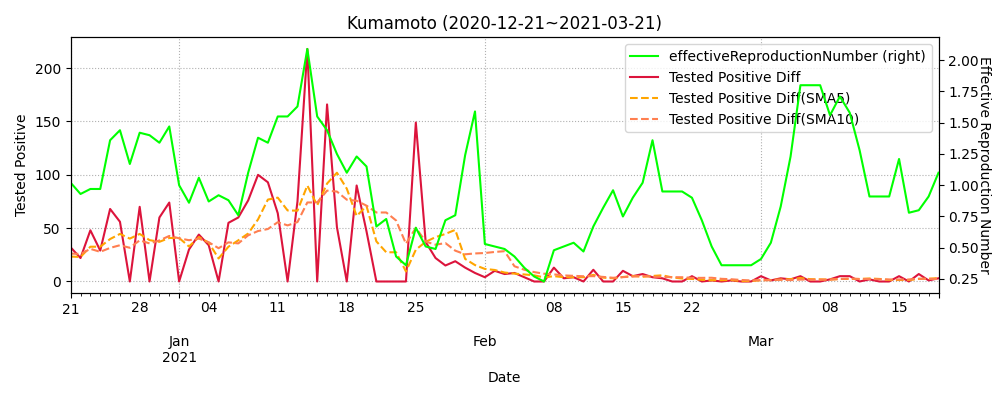 Kumamoto (2020-12-21~2021-03-21)
effectiveReproductionNumber (right)
Tested Positive Diff
Tested Positive Diff(SMA5)
Tested Positive Diff(SMA10)
Tested Positive
200
150
100
50
0
2.00
1.75
1.50
1.25
1.00
0.75
0.50
0.25
Effective Reproduction Number
21 28 04 11 18 25 08 15 22 08 15
Jan Feb Mar
2021
Date